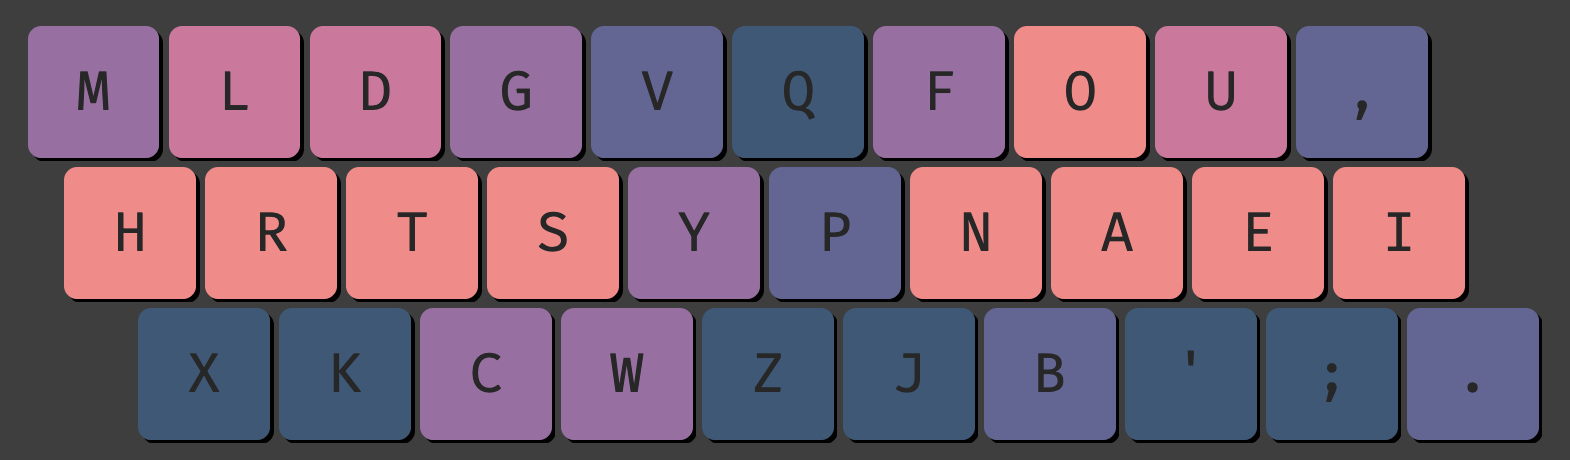 M L D G V Q F O U ,
H R T S Y P N A E I
X K C W Z J B ' ; .